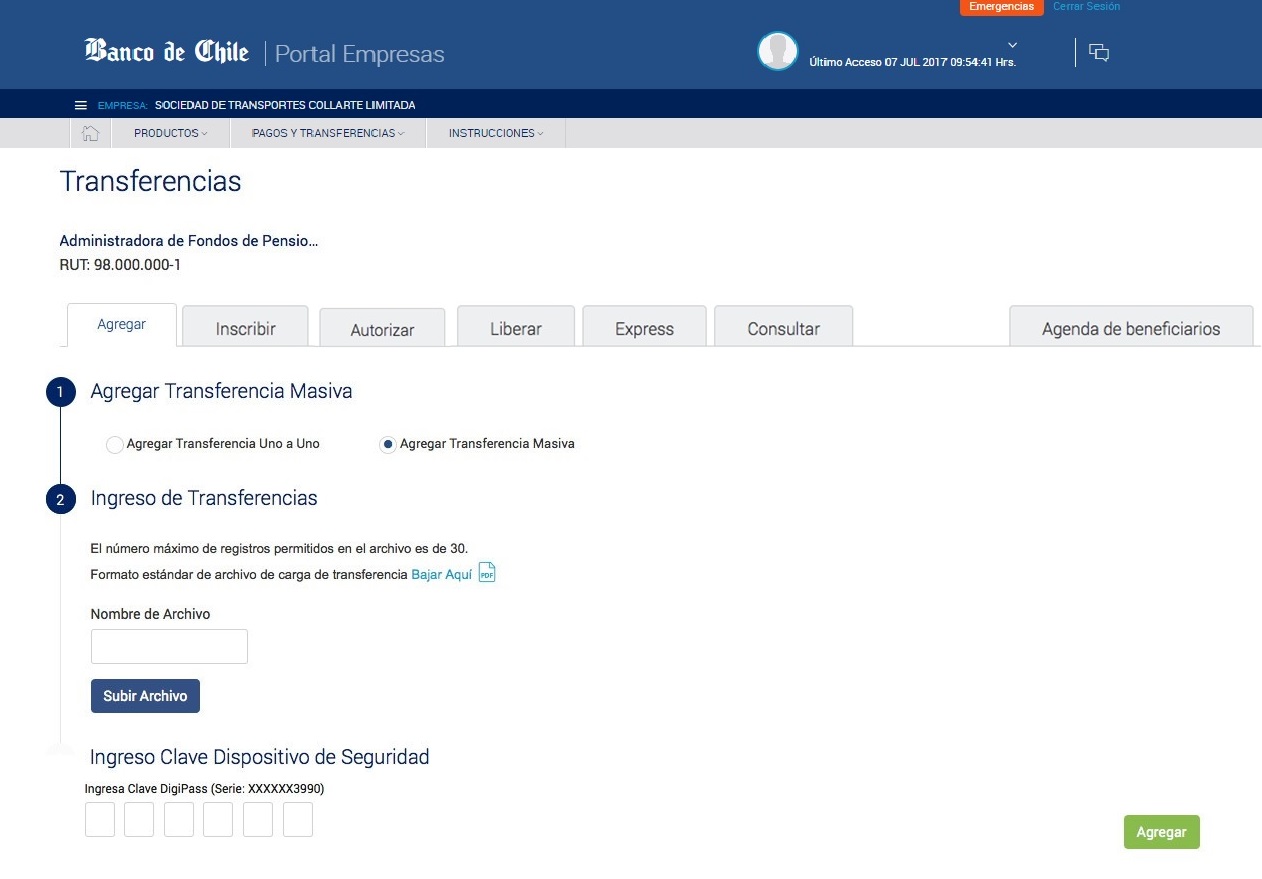 Emergencias Cerrar Sesión
Banco de Chile Portal Empresas
Último Acceso 07 JUL 2017 09:54:41 Hrs.
EMPRESA: SOCIEDAD DE TRANSPORTES COLLARTE LIMITADA
PRODUCTOS PAGOS Y TRANSFERENCIAS INSTRUCCIONES
Transferencias
Administradora de Fondos de Pensio...
RUT: 98.000.000-1
Agregar Inscribir Autorizar Liberar Express Consultar Agenda de beneficiarios
1 Agregar Transferencia Masiva
Agregar Transferencia Uno a Uno Agregar Transferencia Masiva
2 Ingreso de Transferencias
El número máximo de registros permitidos en el archivo es de 30.
Formato estándar de archivo de carga de transferencia Bajar Aquí PDF
Nombre de Archivo
Subir Archivo
Ingreso Clave Dispositivo de Seguridad
Ingresa Clave DigiPass (Serie: XXXXXX3990)
Agregar